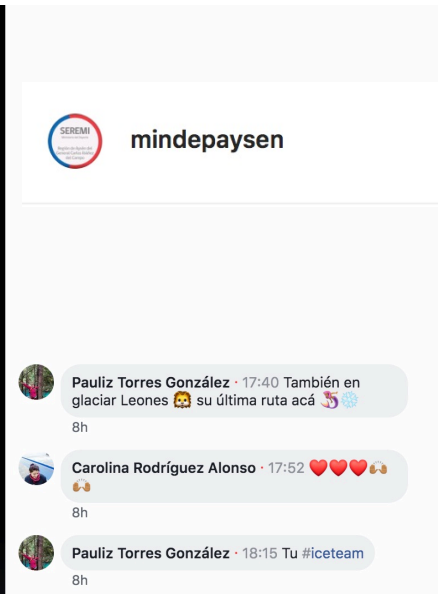 SEREMI
mindepaysen
Pauliz Torres González · 17:40 También en
glaciar Leones 🦁 su última ruta acá 🧜🏻‍♀️❄️
8h
Carolina Rodríguez Alonso · 17:52 ❤️❤️❤️🙌🏽
🙌🏽
8h
Pauliz Torres González · 18:15 Tu #iceteam
8h